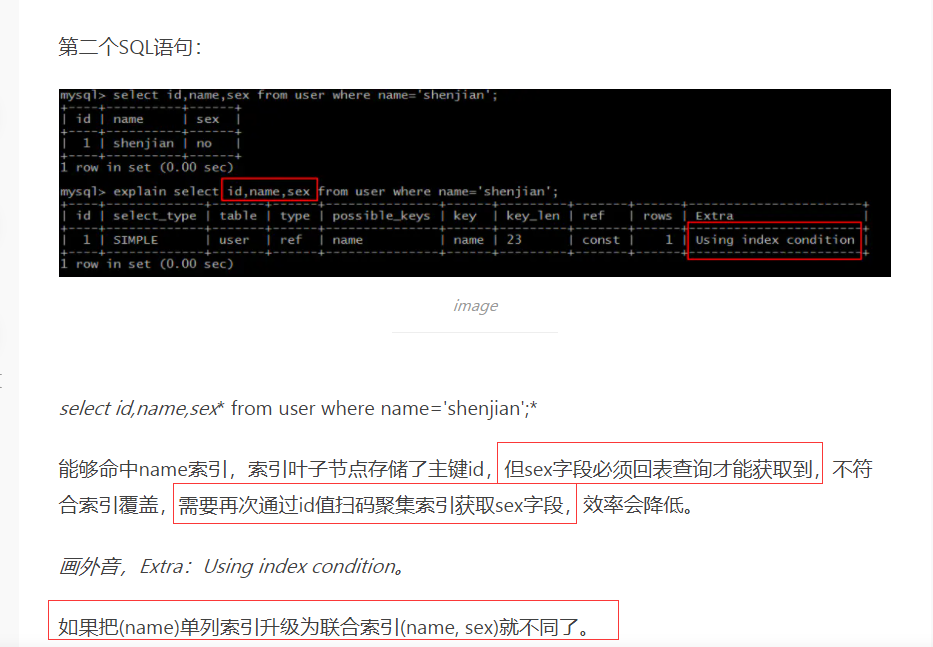 第二个SQL语句：
mysql> select id,name,sex from user where name='shenjian';
+----+----------+------+
| id | name     | sex  |
+----+----------+------+
|  1 | shenjian | no   |
+----+----------+------+
1 row in set (0.00 sec)
mysql> explain select id,name,sex from user where name='shenjian';
+----+-------------+-------+------+---------------+------+---------+-------+------+-----------------------+
| id | select_type | table | type | possible_keys | key  | key_len | ref   | rows | Extra                 |
+----+-------------+-------+------+---------------+------+---------+-------+------+-----------------------+
|  1 | SIMPLE      | user  | ref  | name          | name | 23      | const |    1 | Using index condition |
+----+-------------+-------+------+---------------+------+---------+-------+------+-----------------------+
1 row in set (0.00 sec)
image
select id,name,sex* from user where name='shenjian';*
能够命中name索引，索引叶子节点存储了主键id，但sex字段必须回表查询才能获取到，不符
合索引覆盖，需要再次通过id值扫码聚集索引获取sex字段，效率会降低。
画外音，Extra：Using index condition。
如果把(name)单列索引升级为联合索引(name, sex)就不同了。